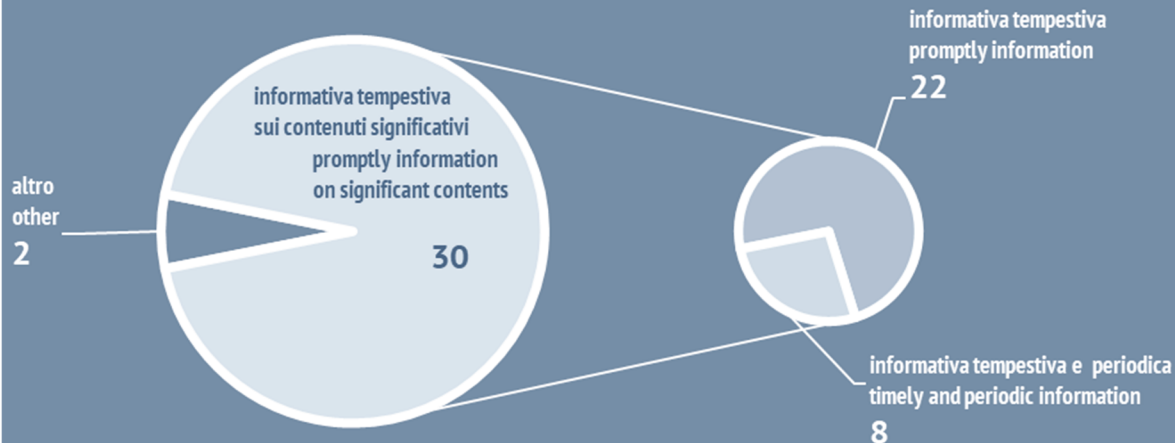 informativa tempestiva
sui contenuti significativi
promptly information
on significant contents
30
altro
other
2
informativa tempestiva
promptly information
22
informativa tempestiva e periodica
timely and periodic information
8